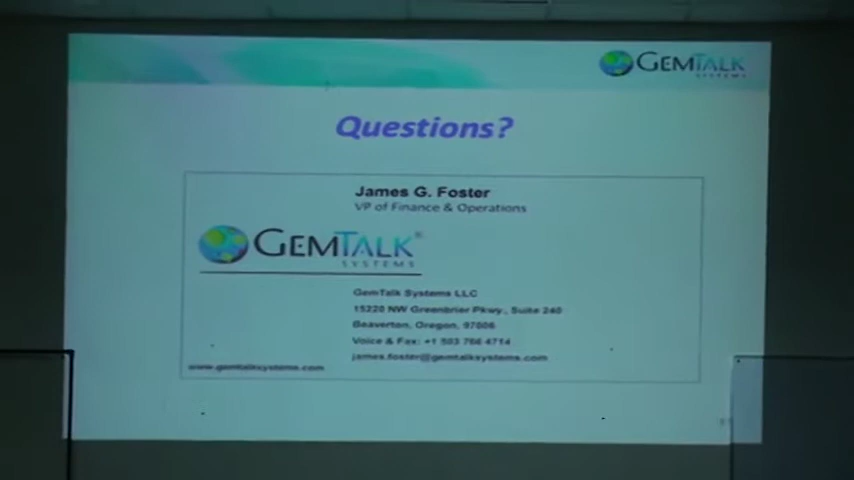 GEMTALK
SYSTEMS
Questions?
James G. Foster
VP of Finance & Operations
GEMTALK®
SYSTEMS
GemTalk Systems LLC
15220 NW Greenbrier Pkwy., Suite 240
Beaverton, Oregon, 97006
Voice & Fax: +1 503 766 4714
james.foster@gemtalksystems.com
www.gemtalksystems.com